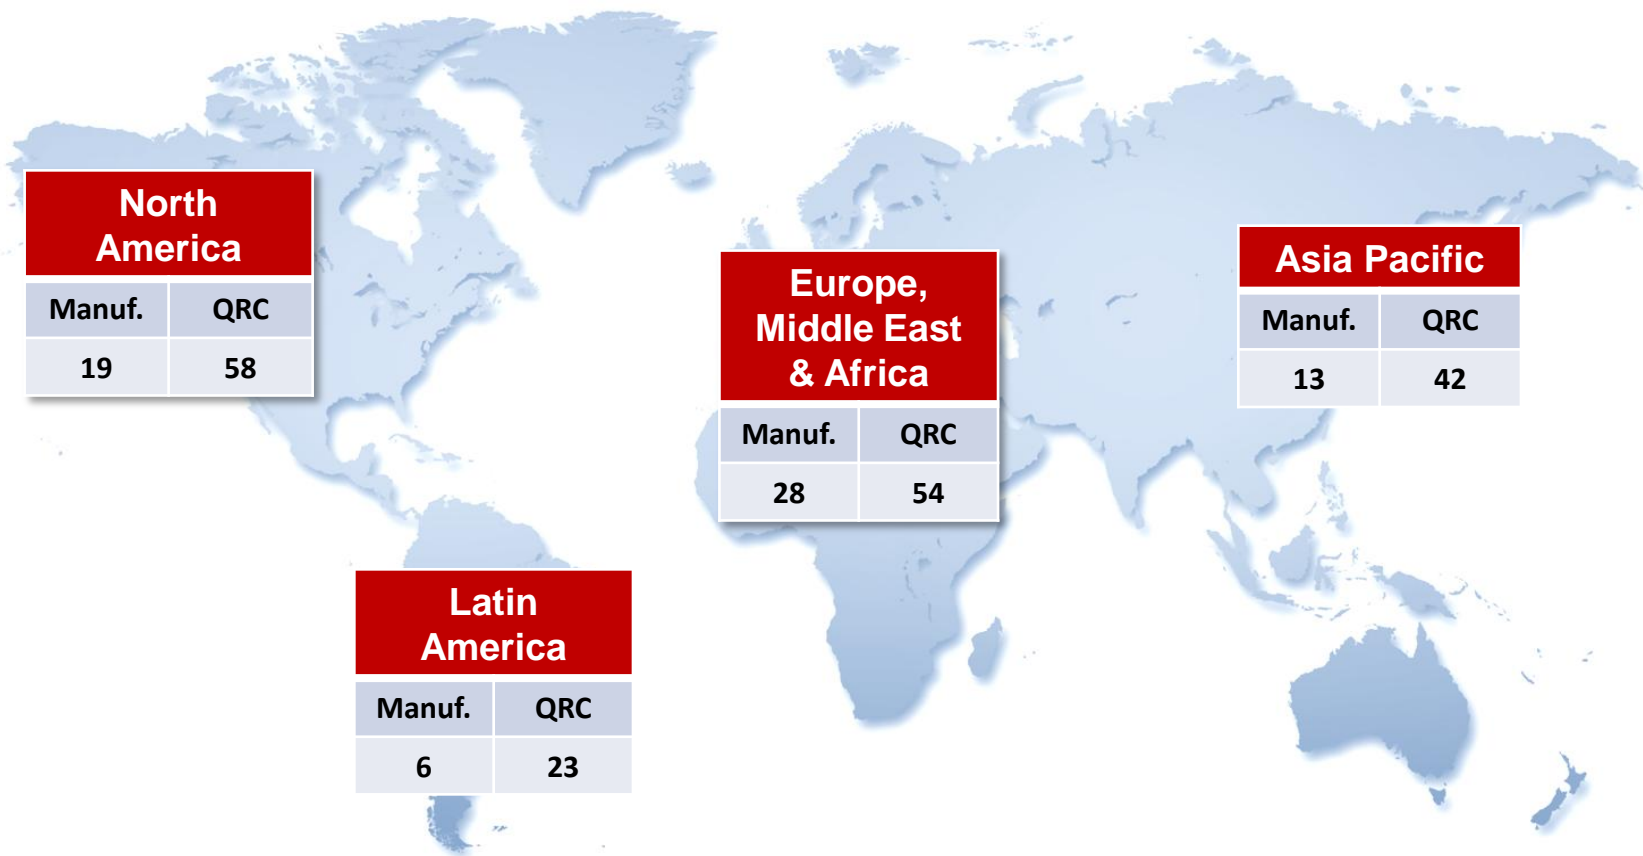 North
America
Manuf. QRC
19 58
Europe,
Middle East
& Africa
Manuf. QRC
28 54
Asia Pacific
Manuf. QRC
13 42
Latin
America
Manuf. QRC
6 23